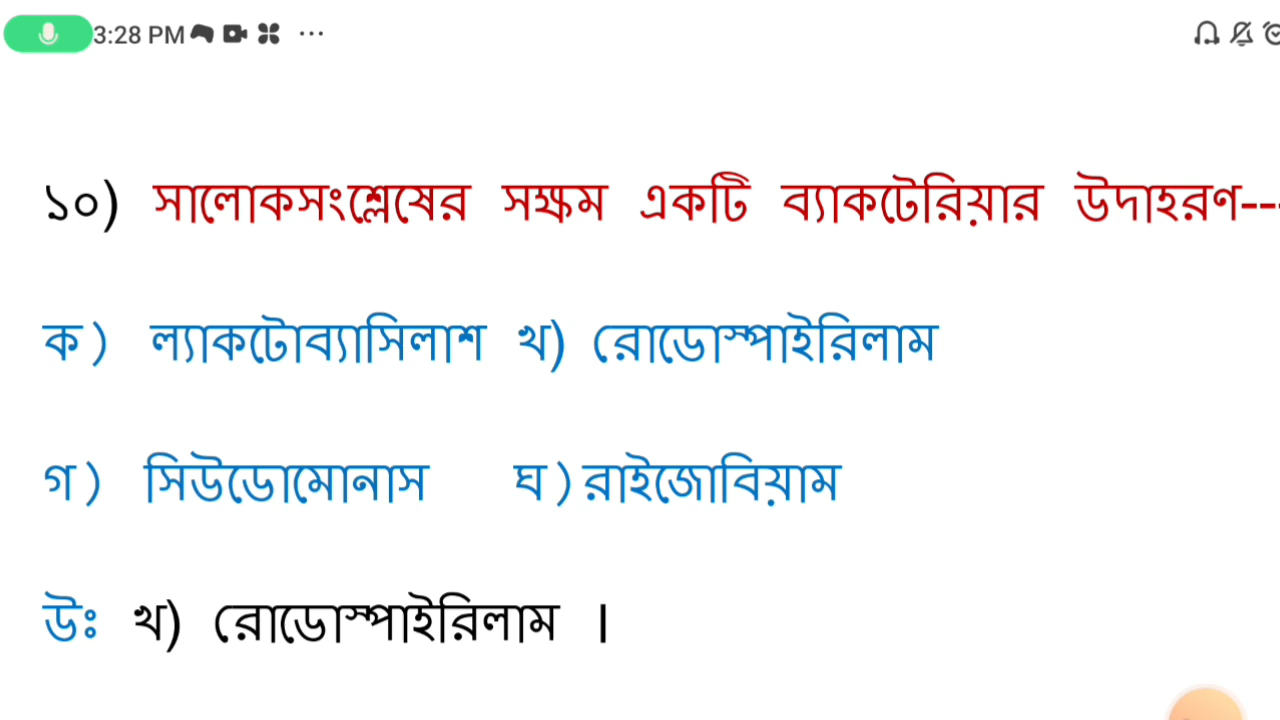 3:28 PM ...
১০) সালোকসংশ্লেষের সক্ষম একটি ব্যাকটেরিয়ার উদাহরণ---
ক) ল্যাকটোব্যাসিলাশ খ) রোডোস্পাইরিলাম
গ) সিউডোমোনাস ঘ) রাইজোবিয়াম
উঃ খ) রোডোস্পাইরিলাম ।